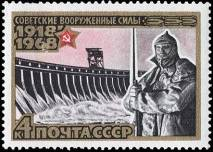 СОВЕТСКИЕ ВООРУЖЕННЫЕ СИЛЫ
1918
1968
4 К ПОЧТА СССР